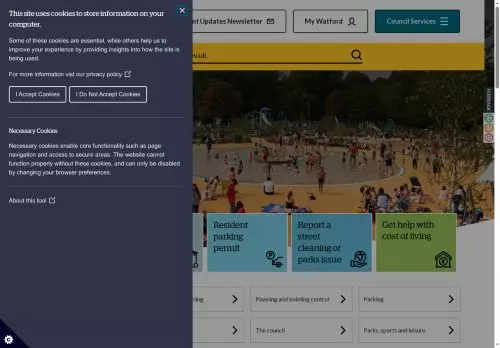 This site uses cookies to store information on your
computer.
Some of these cookies are essential, while others help us to
improve your experience by providing insights into how the site is
being used.
For more information visit our privacy policy
I Accept Cookies
I Do Not Accept Cookies
Necessary Cookies
Necessary cookies enable core functionality such as page
navigation and access to secure areas. The website cannot
function properly without these cookies, and can only be disabled
by changing your browser preferences.
About this tool
Updates Newsletter
My Watford
Council Services
.uk
FEEDBACK
Resident
parking
permit
Report a
street
cleaning or
parks issue
Get help with
cost of living
Planning and building control
Parking
The council
Parks, sports and leisure